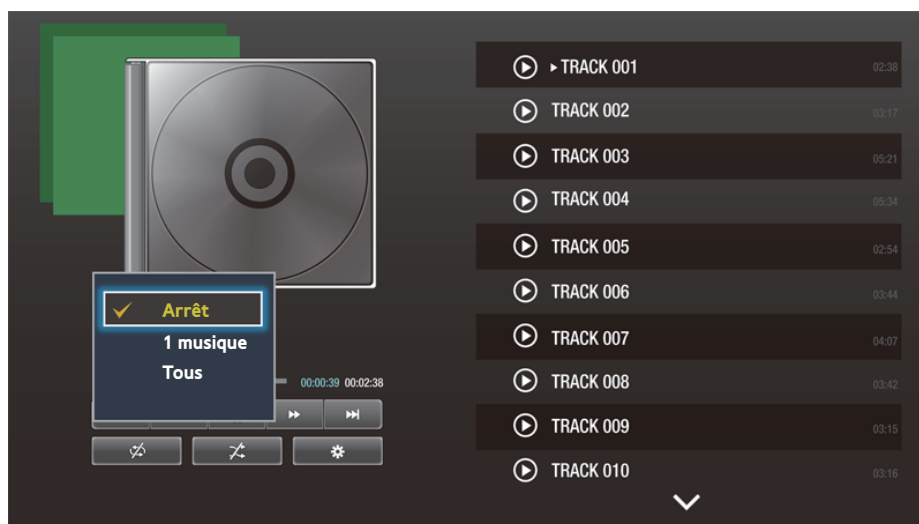 Arrêt
1 musique
Tous
00:00:39 00:02:38
▸ TRACK 001 02:38
TRACK 002 03:17
TRACK 003 05:21
TRACK 004 05:34
TRACK 005 02:54
TRACK 006 03:44
TRACK 007 04:07
TRACK 008 03:42
TRACK 009 03:15
TRACK 010 03:16